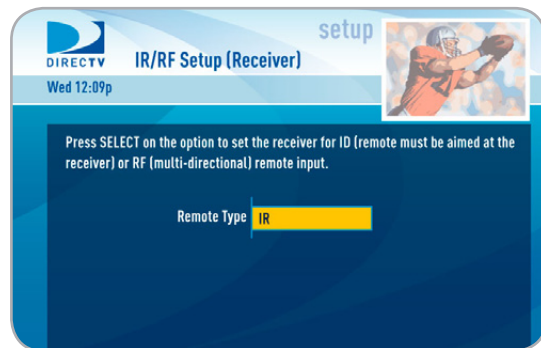 setup
DIRECTV
IR/RF Setup (Receiver)
Wed 12:09p
Press SELECT on the option to set the receiver for ID (remote must be aimed at the
receiver) or RF (multi-directional) remote input.
Remote Type IR